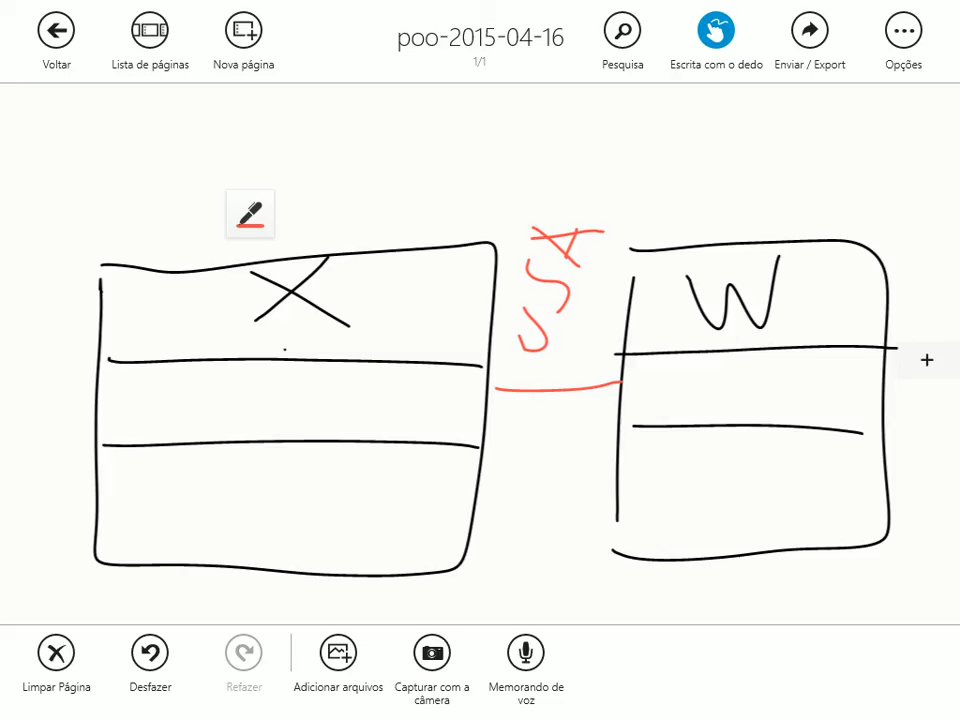 Voltar
Lista de páginas
Nova página
poo-2015-04-16
1/1
Pesquisa
Escrita com o dedo
Enviar / Export
Opções
X
USA
W
Limpar Página
Desfazer
Refazer
Adicionar arquivos
Capturar com a
câmera
Memorando de
voz